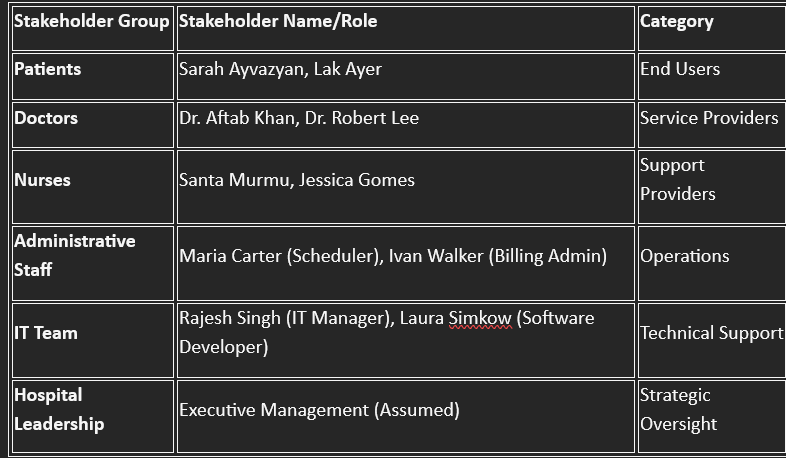 Stakeholder Group Stakeholder Name/Role Category
Patients Sarah Ayvazyan, Lak Ayer End Users
Doctors Dr. Aftab Khan, Dr. Robert Lee Service Providers
Nurses Santa Murmu, Jessica Gomes Support
Providers
Administrative
Staff Maria Carter (Scheduler), Ivan Walker (Billing Admin) Operations
IT Team Rajesh Singh (IT Manager), Laura Simkow (Software
Developer) Technical Support
Hospital
Leadership Executive Management (Assumed) Strategic
Oversight